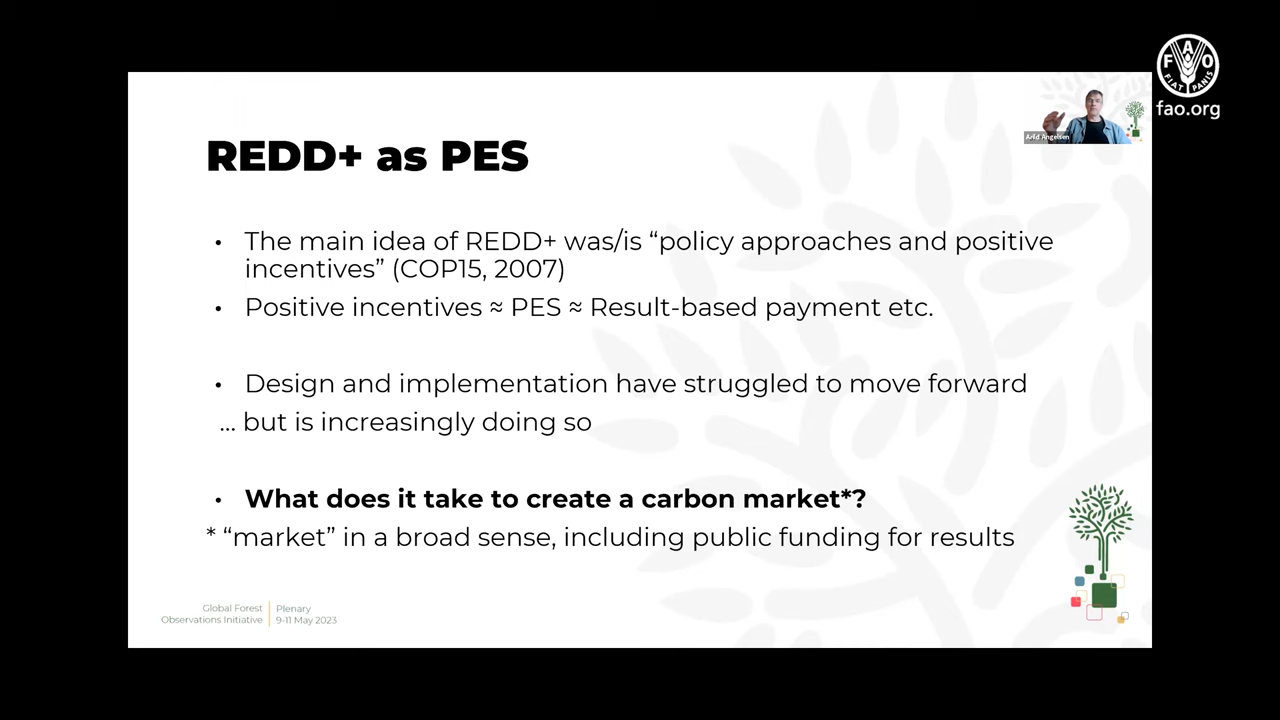 FAO
FIAT PANIS
fao.org
Arild Angelsen
REDD+ as PES
• The main idea of REDD+ was/is “policy approaches and positive
incentives” (COP15, 2007)
• Positive incentives ≈ PES ≈ Result-based payment etc.
• Design and implementation have struggled to move forward
... but is increasingly doing so
• What does it take to create a carbon market*?
* “market” in a broad sense, including public funding for results
Global Forest
Observations Initiative
Plenary
9-11 May 2023